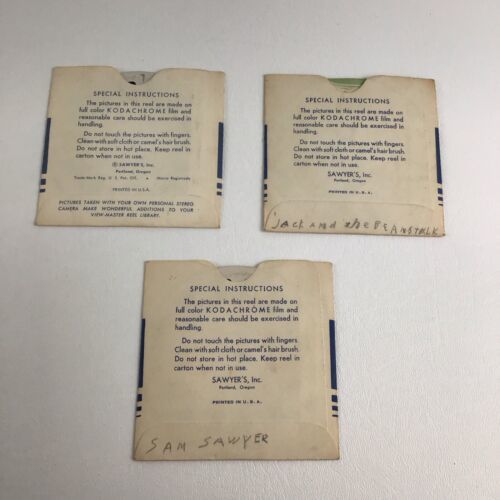 SPECIAL INSTRUCTIONS
The pictures in this reel are made on
full color KODACHROME film and
reasonable care should be exercised in
handling.
Do not touch the pictures with fingers.
Clean with soft cloth or camel's hair brush.
Do not store in hot place. Keep reel in
carton when not in use.
© SAWYER'S, Inc.
Portland, Oregon
Trade-Mark Reg. U. S. Pat. Off. • Marca Registrada
PRINTED IN U.S.A.
PICTURES TAKEN WITH YOUR OWN PERSONAL STEREO
CAMERA MAKE WONDERFUL ADDITIONS TO YOUR
VIEW-MASTER REEL LIBRARY.
SPECIAL INSTRUCTIONS
The pictures in this reel are made on
full color KODACHROME film and
reasonable care should be exercised in
handling.
Do not touch the pictures with fingers.
Clean with soft cloth or camel's hair brush.
Do not store in hot place. Keep reel in
carton when not in use.
SAWYER'S, Inc.
Portland, Oregon
PRINTED IN U. S. A.
Jack and the BEANSTALK
SPECIAL INSTRUCTIONS
The pictures in this reel are made on
full color KODACHROME film and
reasonable care should be exercised in
handling.
Do not touch the pictures with fingers.
Clean with soft cloth or camel's hair brush.
Do not store in hot place. Keep reel in
carton when not in use.
SAWYER'S, Inc.
Portland, Oregon
PRINTED IN U. S. A.
SAM SAWYER